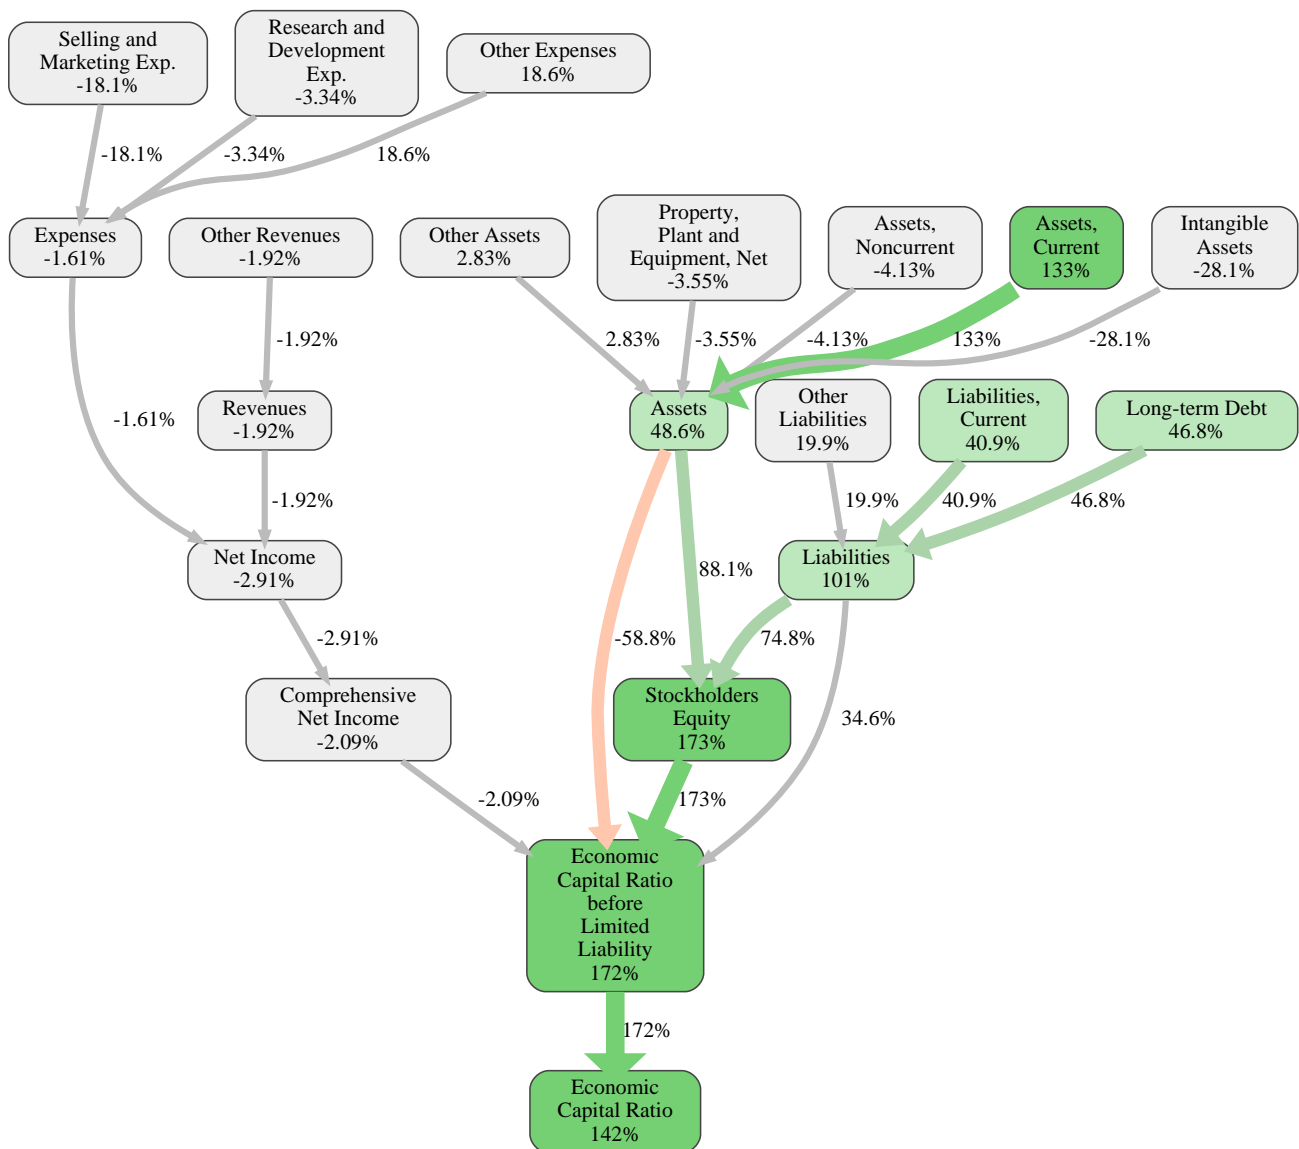 Selling and
Marketing Exp.
-18.1%
Research and
Development
Exp.
-3.34%
Other Expenses
18.6%
-18.1%
-3.34%
18.6%
Expenses
-1.61%
Other Revenues
-1.92%
Other Assets
2.83%
Property,
Plant and
Equipment, Net
-3.55%
Assets,
Noncurrent
-4.13%
Assets,
Current
133%
Intangible
Assets
-28.1%
-1.92%
2.83%
-3.55%
-4.13%
133%
-28.1%
-1.61%
Revenues
-1.92%
Assets
48.6%
Other
Liabilities
19.9%
Liabilities,
Current
40.9%
Long-term Debt
46.8%
-1.92%
19.9%
40.9%
46.8%
Net Income
-2.91%
88.1%
Liabilities
101%
-2.91%
-58.8%
74.8%
Comprehensive
Net Income
-2.09%
Stockholders
Equity
173%
34.6%
-2.09%
173%
Economic
Capital Ratio
before
Limited
Liability
172%
172%
Economic
Capital Ratio
142%